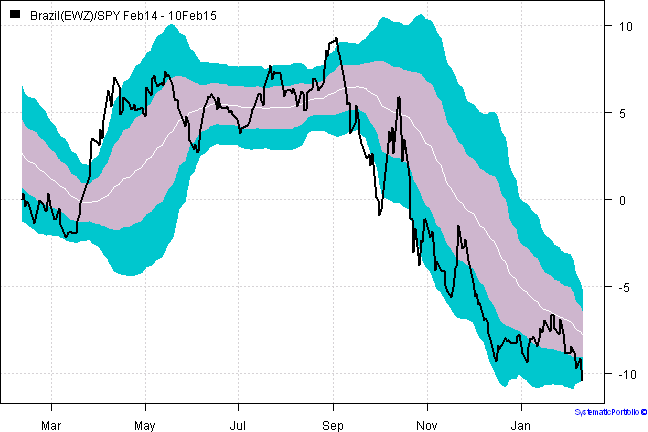 Brazil(EWZ)/SPY Feb14 - 10Feb15
10
5
0
-5
-10
SystematicPortfolio ©
Mar May Jul Sep Nov Jan